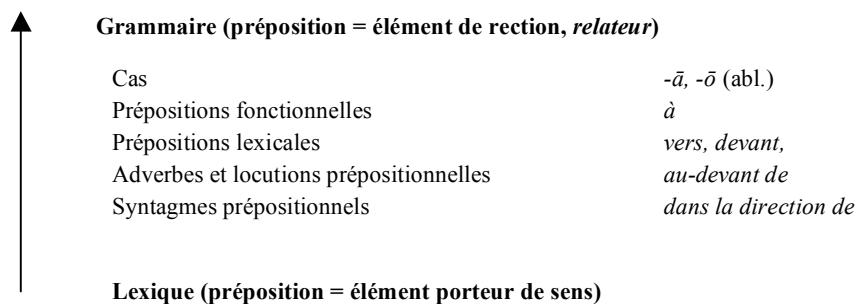 Grammaire (préposition = élément de rection, relateur)
Cas -ā, -ō (abl.)
Prépositions fonctionnelles à
Prépositions lexicales vers, devant,
Adverbes et locutions prépositionnelles au-devant de
Syntagmes prépositionnels dans la direction de
Lexique (préposition = élément porteur de sens)